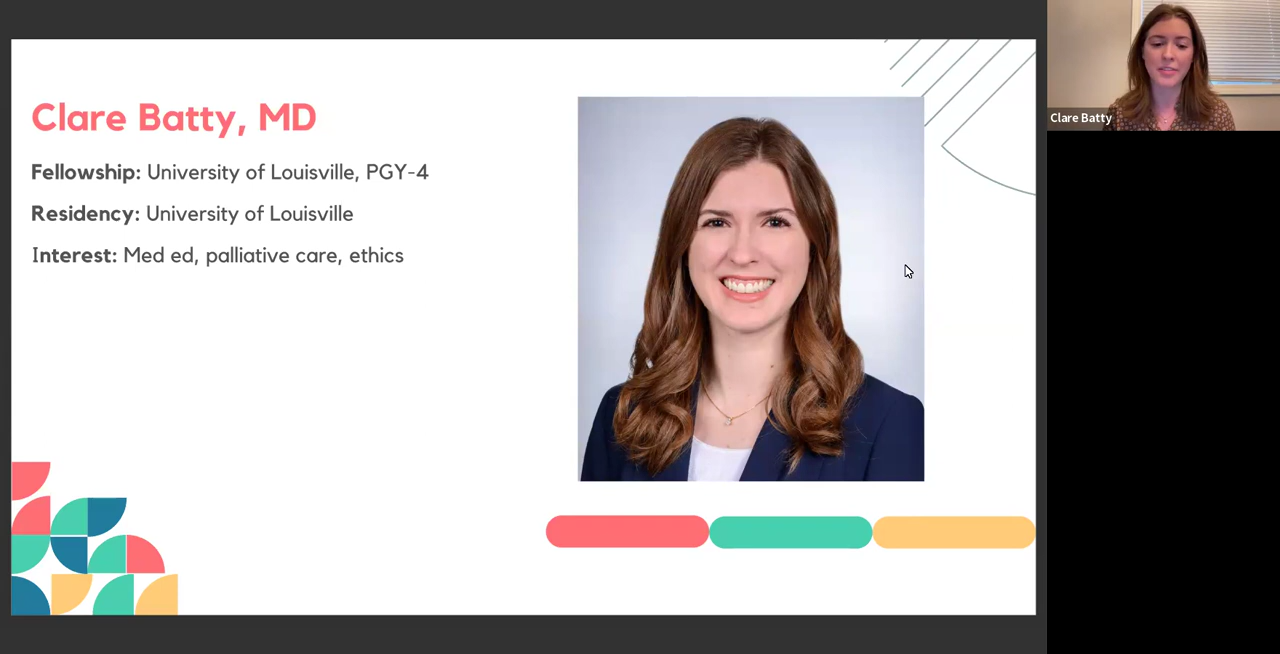 Clare Batty, MD
Fellowship: University of Louisville, PGY-4
Residency: University of Louisville
Interest: Med ed, palliative care, ethics
Clare Batty